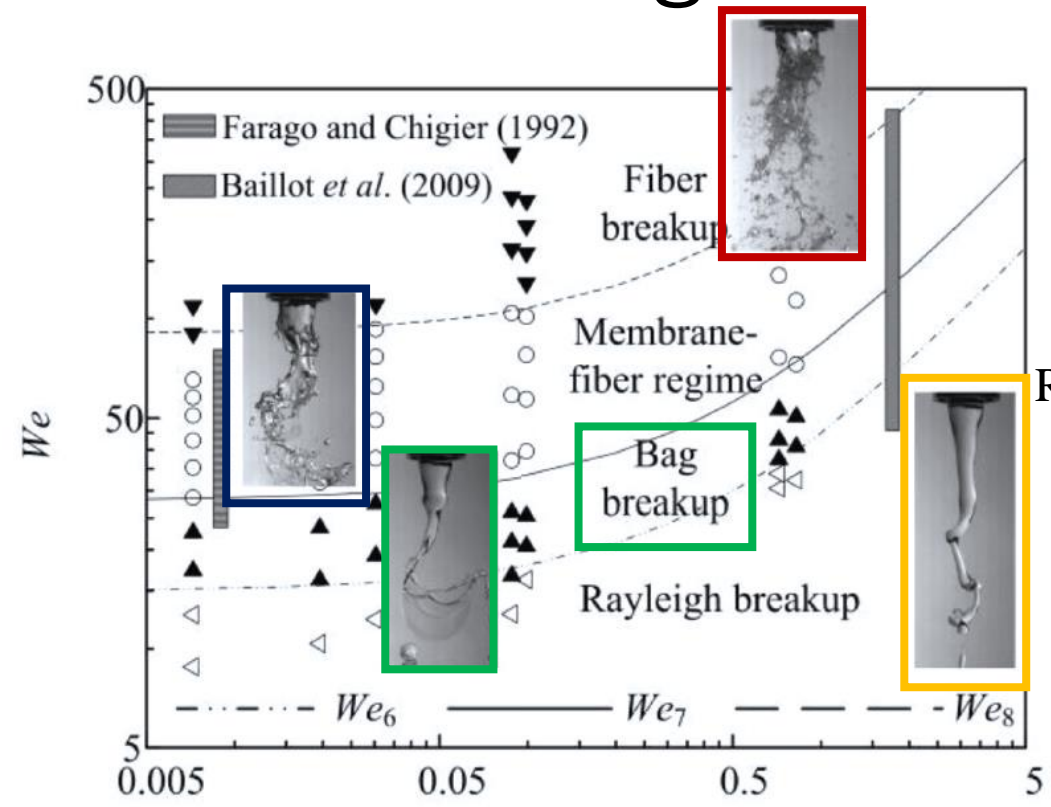 g
500
Farago and Chigier (1992)
Baillot et al. (2009)
Fiber
breakup
Membrane-
fiber regime
R
50
We
Bag
breakup
Rayleigh breakup
We6
We7
We8
5
0.005
0.05
0.5
5